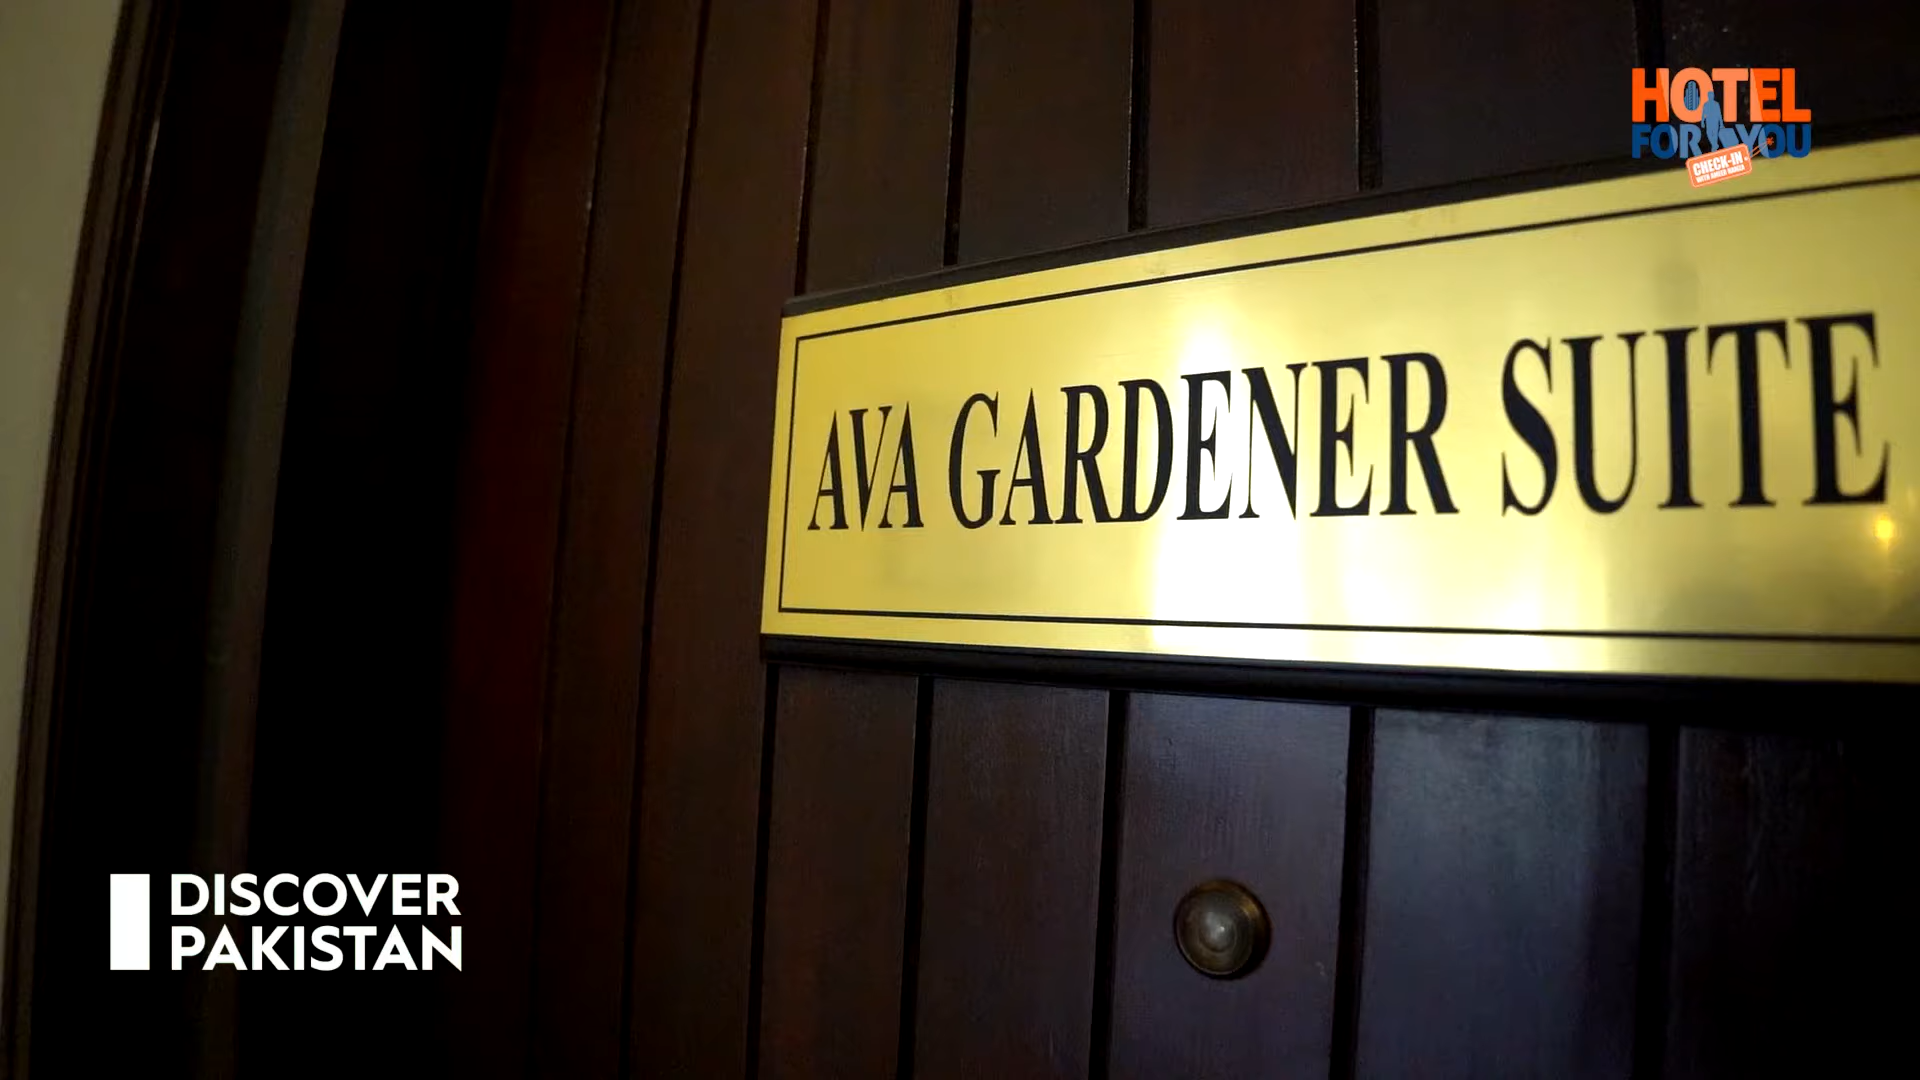 HOTEL
FOR YOU
CHECK-IN
AVA GARDENER SUITE
DISCOVER
PAKISTAN